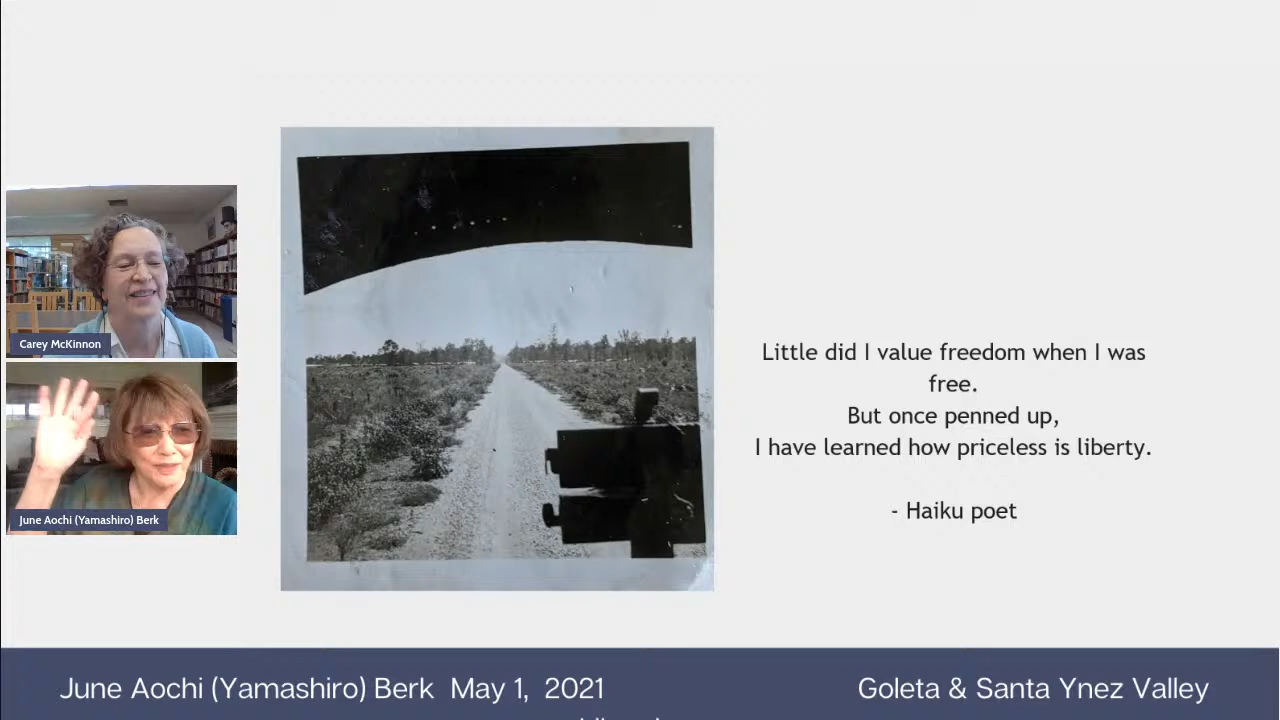 Carey McKinnon
June Aochi (Yamashiro) Berk
Little did I value freedom when I was
free.
But once penned up,
I have learned how priceless is liberty.
- Haiku poet
June Aochi (Yamashiro) Berk May 1, 2021
Goleta & Santa Ynez Valley